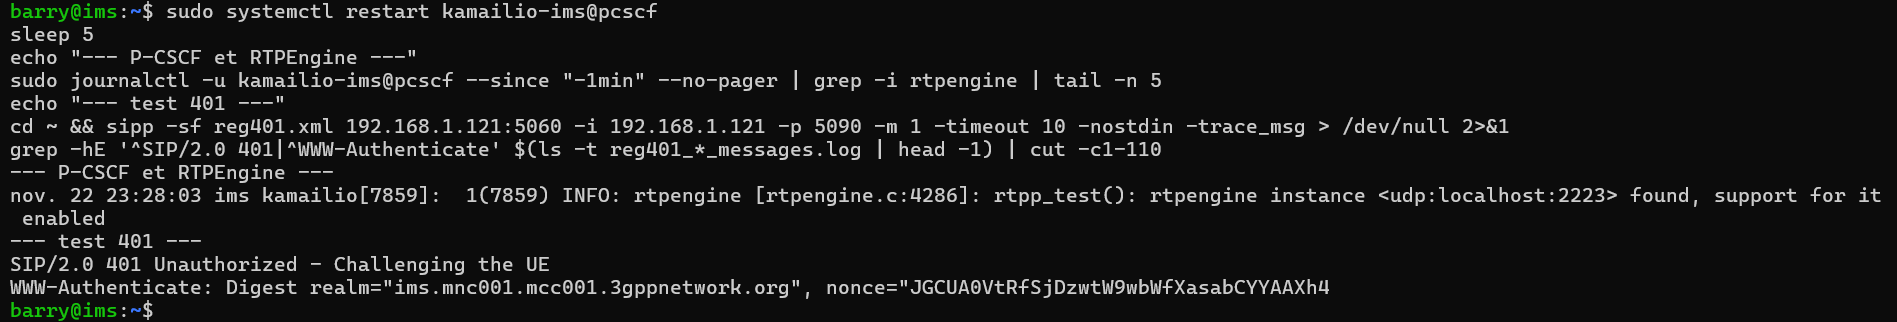 barry@ims:~$ sudo systemctl restart kamailio-ims@pcscf
sleep 5
echo "--- P-CSCF et RTPEngine ---"
sudo journalctl -u kamailio-ims@pcscf --since "-1min" --no-pager | grep -i rtpengine | tail -n 5
echo "--- test 401 ---"
cd ~ && sipp -sf reg401.xml 192.168.1.121:5060 -i 192.168.1.121 -p 5090 -m 1 -timeout 10 -nostdin -trace_msg > /dev/null 2>&1
grep -hE '^SIP/2.0 401|^WWW-Authenticate' $(ls -t reg401_*_messages.log | head -1) | cut -c1-110
--- P-CSCF et RTPEngine ---
nov. 22 23:28:03 ims kamailio[7859]:  1(7859) INFO: rtpengine [rtpengine.c:4286]: rtpp_test(): rtpengine instance <udp:localhost:2223> found, support for it
 enabled
--- test 401 ---
SIP/2.0 401 Unauthorized - Challenging the UE
WWW-Authenticate: Digest realm="ims.mnc001.mcc001.3gppnetwork.org", nonce="JGCUA0VtRfSjDzwtW9wbWfXasabCYYAAXh4
barry@ims:~$